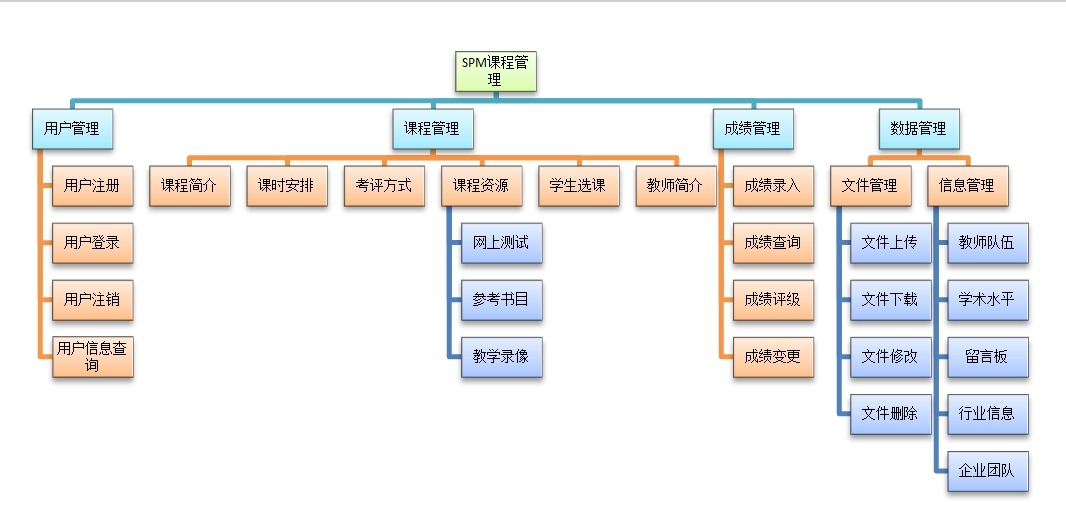 SPM课程管
理
用户管理
课程管理
成绩管理
数据管理
用户注册
课程简介
课时安排
考评方式
课程资源
学生选课
教师简介
成绩录入
文件管理
信息管理
用户登录
网上测试
成绩查询
文件上传
教师队伍
用户注销
参考书目
成绩评级
文件下载
学术水平
用户信息查
询
教学录像
成绩变更
文件修改
留言板
文件删除
行业信息
企业团队